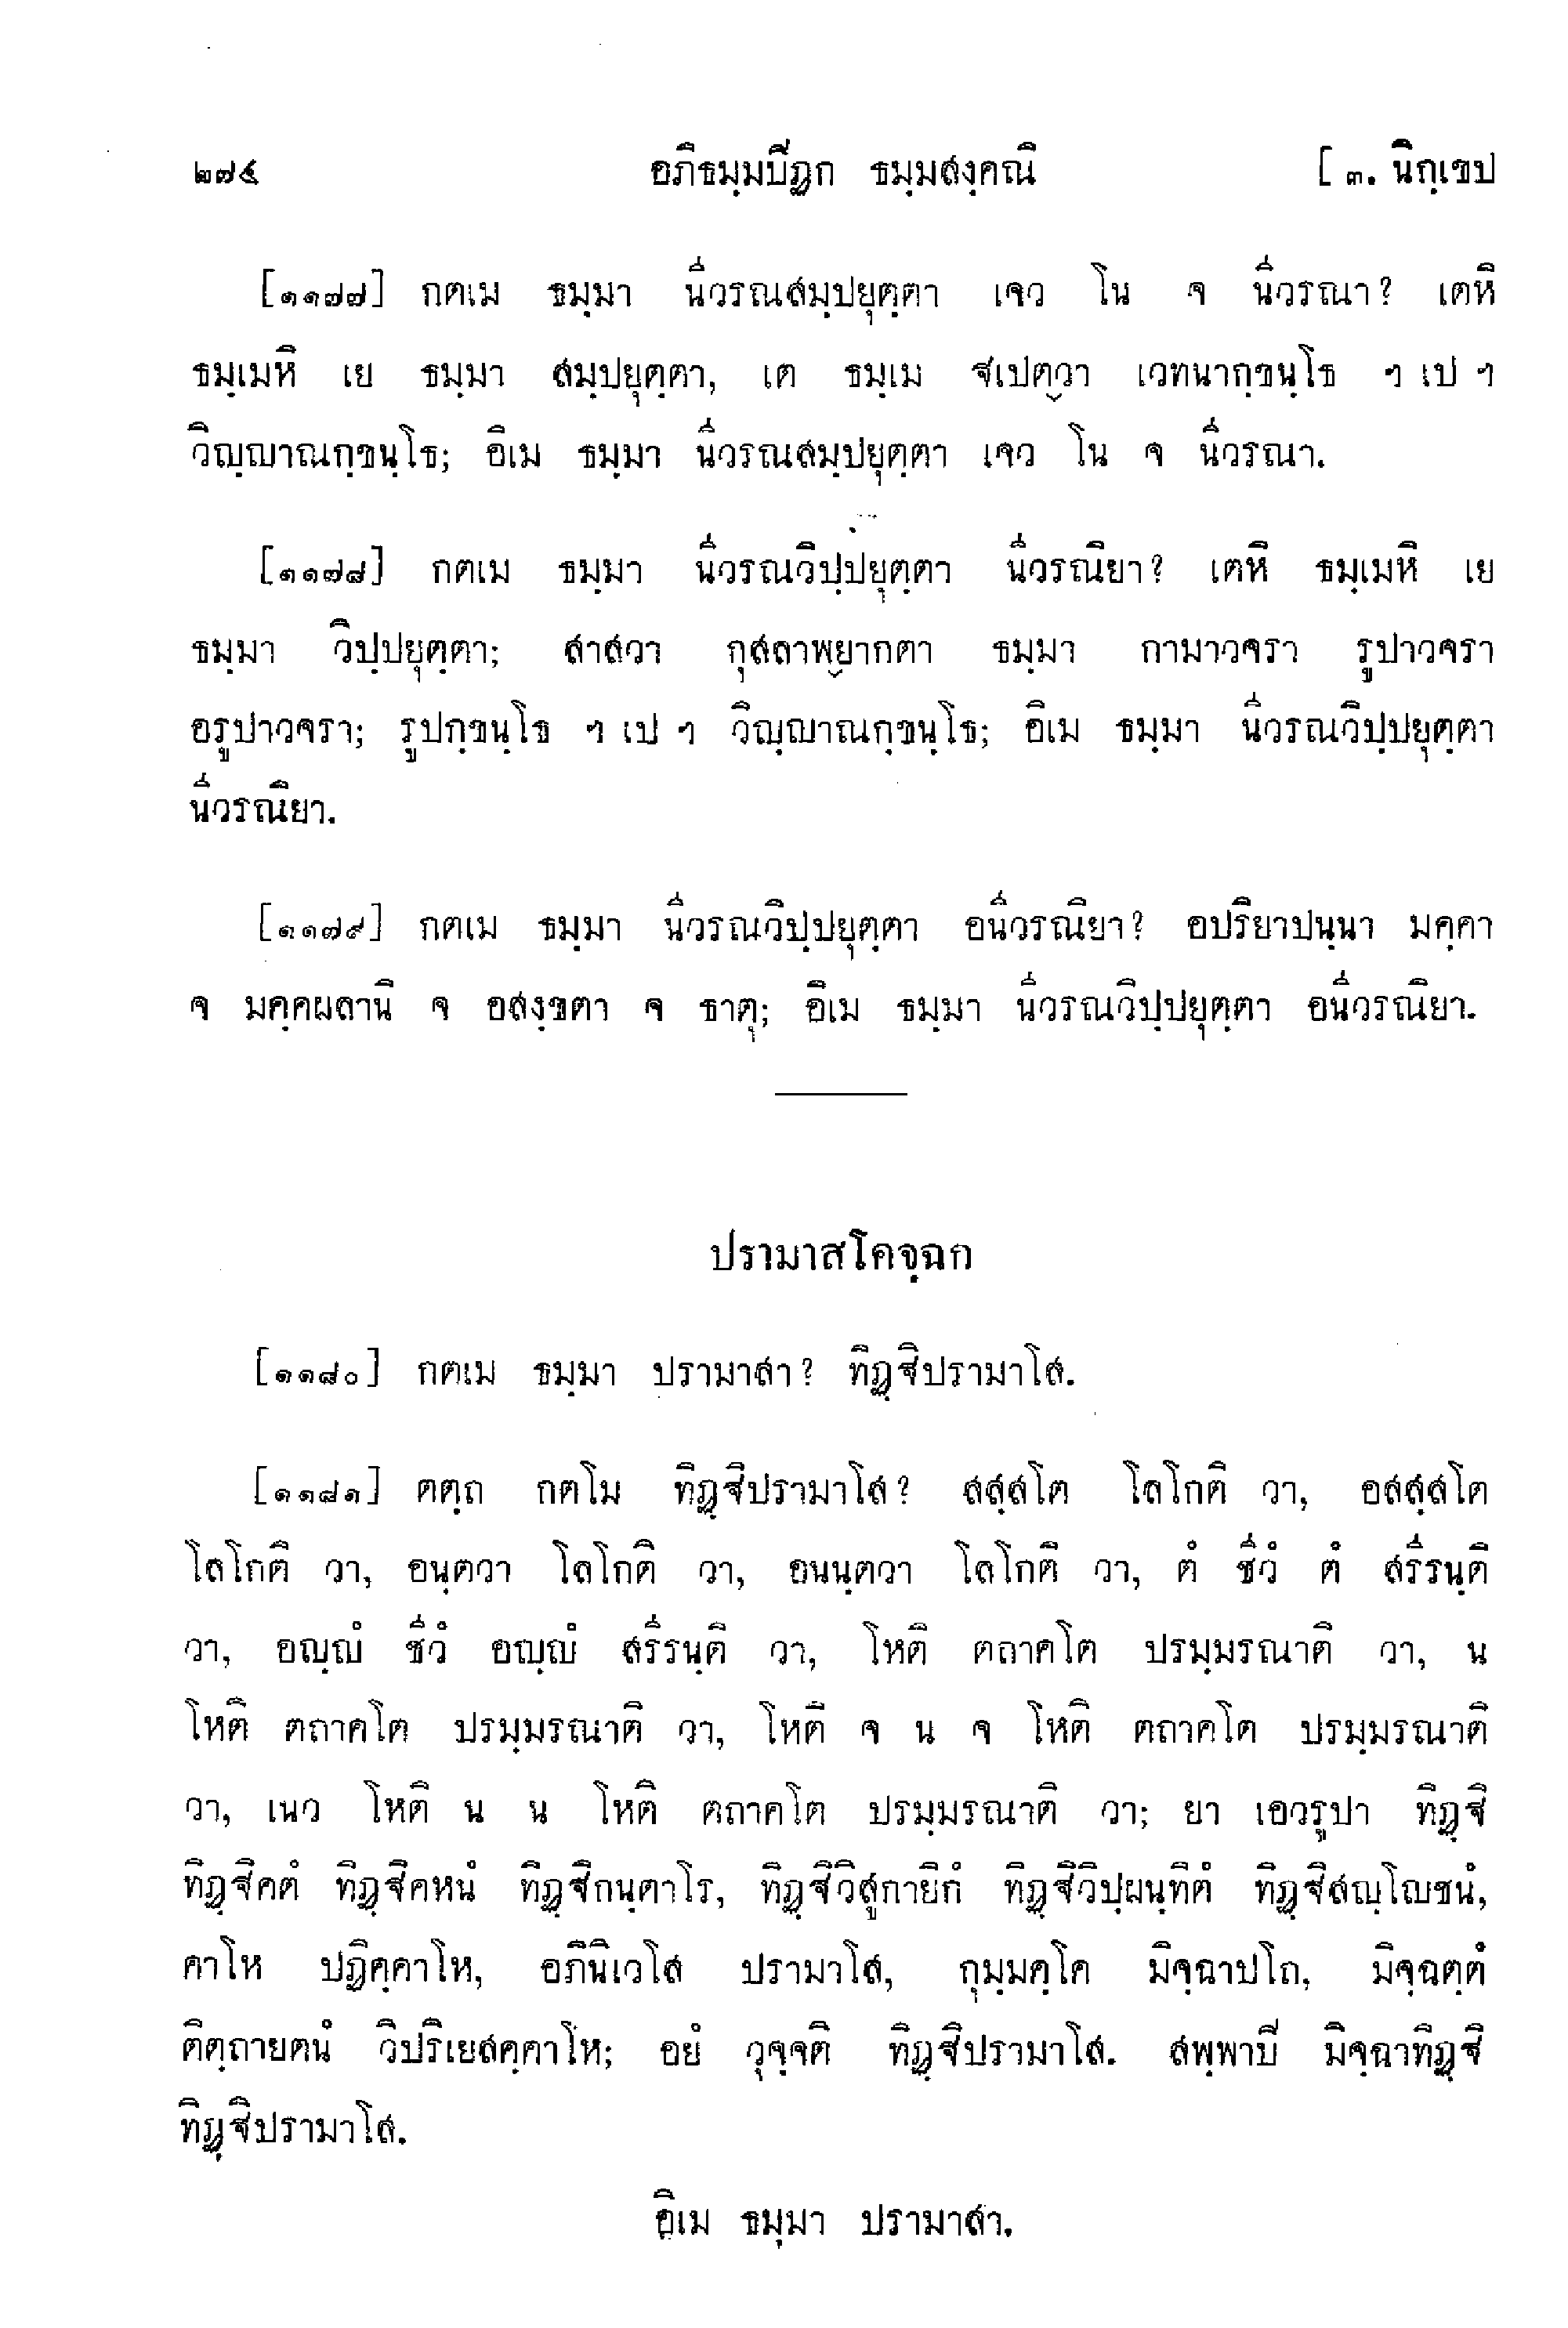 ๒๗๔ อภิธมฺมปิฏก ธมฺมสงฺคณิ [ ๓. นิกฺเขป
[๑๑๗๗] กตเม ธมฺมา นีวรณสมฺปยุตฺตา เจว โน จ นีวรณา? เตหิ
ธมฺเมหิ เย ธมฺมา สมฺปยุตฺตา, เต ธมฺเม ฐเปตฺวา เวทนากฺขนฺโธ ฯ เป ฯ
วิญฺญาณกฺขนฺโธ; อิเม ธมฺมา นีวรณสมฺปยุตฺตา เจว โน จ นีวรณา.
[๑๑๗๘] กตเม ธมฺมา นีวรณวิปฺปยุตฺตา นีวรณิยา? เตหิ ธมฺเมหิ เย
ธมฺมา วิปฺปยุตฺตา; สาสวา กุสลาพฺยากตา ธมฺมา กามาวจรา รูปาวจรา
อรูปาวจรา; รูปกฺขนฺโธ ฯ เป ฯ วิญฺญาณกฺขนฺโธ; อิเม ธมฺมา นีวรณวิปฺปยุตฺตา
นีวรณิยา.
[๑๑๗๙] กตเม ธมฺมา นีวรณวิปฺปยุตฺตา อนีวรณิยา? อปริยาปนฺนา มคฺคา
จ มคฺคผลานิ จ อสงฺขตา จ ธาตุ; อิเม ธมฺมา นีวรณวิปฺปยุตฺตา อนีวรณิยา.
ปรามาสโคจฺฉก
[๑๑๘๐] กตเม ธมฺมา ปรามาสา? ทิฏฺฐิปรามาโส.
[๑๑๘๑] ตตฺถ กตโม ทิฏฺฐิปรามาโส? สสฺสโต โลโกติ วา, อสสฺสโต
โลโกติ วา, อนฺตวา โลโกติ วา, อนนฺตวา โลโกติ วา, ตํ ชีวํ ตํ สรีรนฺติ
วา, อญฺญํ ชีวํ อญฺญํ สรีรนฺติ วา, โหติ ตถาคโต ปรมฺมรณาติ วา, น
โหติ ตถาคโต ปรมฺมรณาติ วา, โหติ จ น จ โหติ ตถาคโต ปรมฺมรณาติ
วา, เนว โหติ น น โหติ ตถาคโต ปรมฺมรณาติ วา; ยา เอวรูปา ทิฏฺฐิ
ทิฏฺฐิคตํ ทิฏฺฐิคหนํ ทิฏฺฐิกนฺตาโร, ทิฏฺฐิวิสูกายิกํ ทิฏฺฐิวิปฺผนฺทิตํ ทิฏฺฐิสญฺโญชนํ,
คาโห ปฏิคฺคาโห, อภินิเวโส ปรามาโส, กุมฺมคฺโค มิจฺฉาปโถ, มิจฺฉตฺตํ
ติตฺถายตนํ วิปริเยสคฺคาโห; อยํ วุจฺจติ ทิฏฺฐิปรามาโส. สพฺพาปิ มิจฺฉาทิฏฺฐิ
ทิฏฺฐิปรามาโส.
อิเม ธมฺมา ปรามาสา.